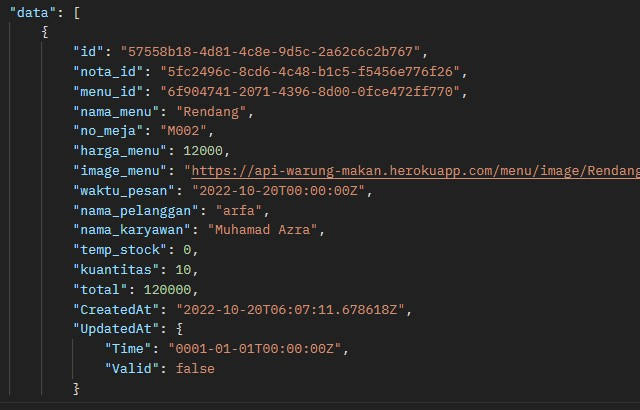 "data": [
{
"id": "57558b18-4d81-4c8e-9d5c-2a62c6c2b767",
"nota_id": "5fc2496c-8cd6-4c48-b1c5-f5456e776f26",
"menu_id": "6f904741-2071-4396-8d00-0fce472ff770",
"nama_menu": "Rendang",
"no_meja": "M002",
"harga_menu": 12000,
"image_menu": "https://api-warung-makan.herokuapp.com/menu/image/Rendang
"waktu_pesan": "2022-10-20T00:00:00Z",
"nama_pelanggan": "arfa",
"nama_karyawan": "Muhamad Azra",
"temp_stock": 0,
"kuantitas": 10,
"total": 120000,
"CreatedAt": "2022-10-20T06:07:11.678618Z",
"UpdatedAt": {
"Time": "0001-01-01T00:00:00Z",
"Valid": false
}